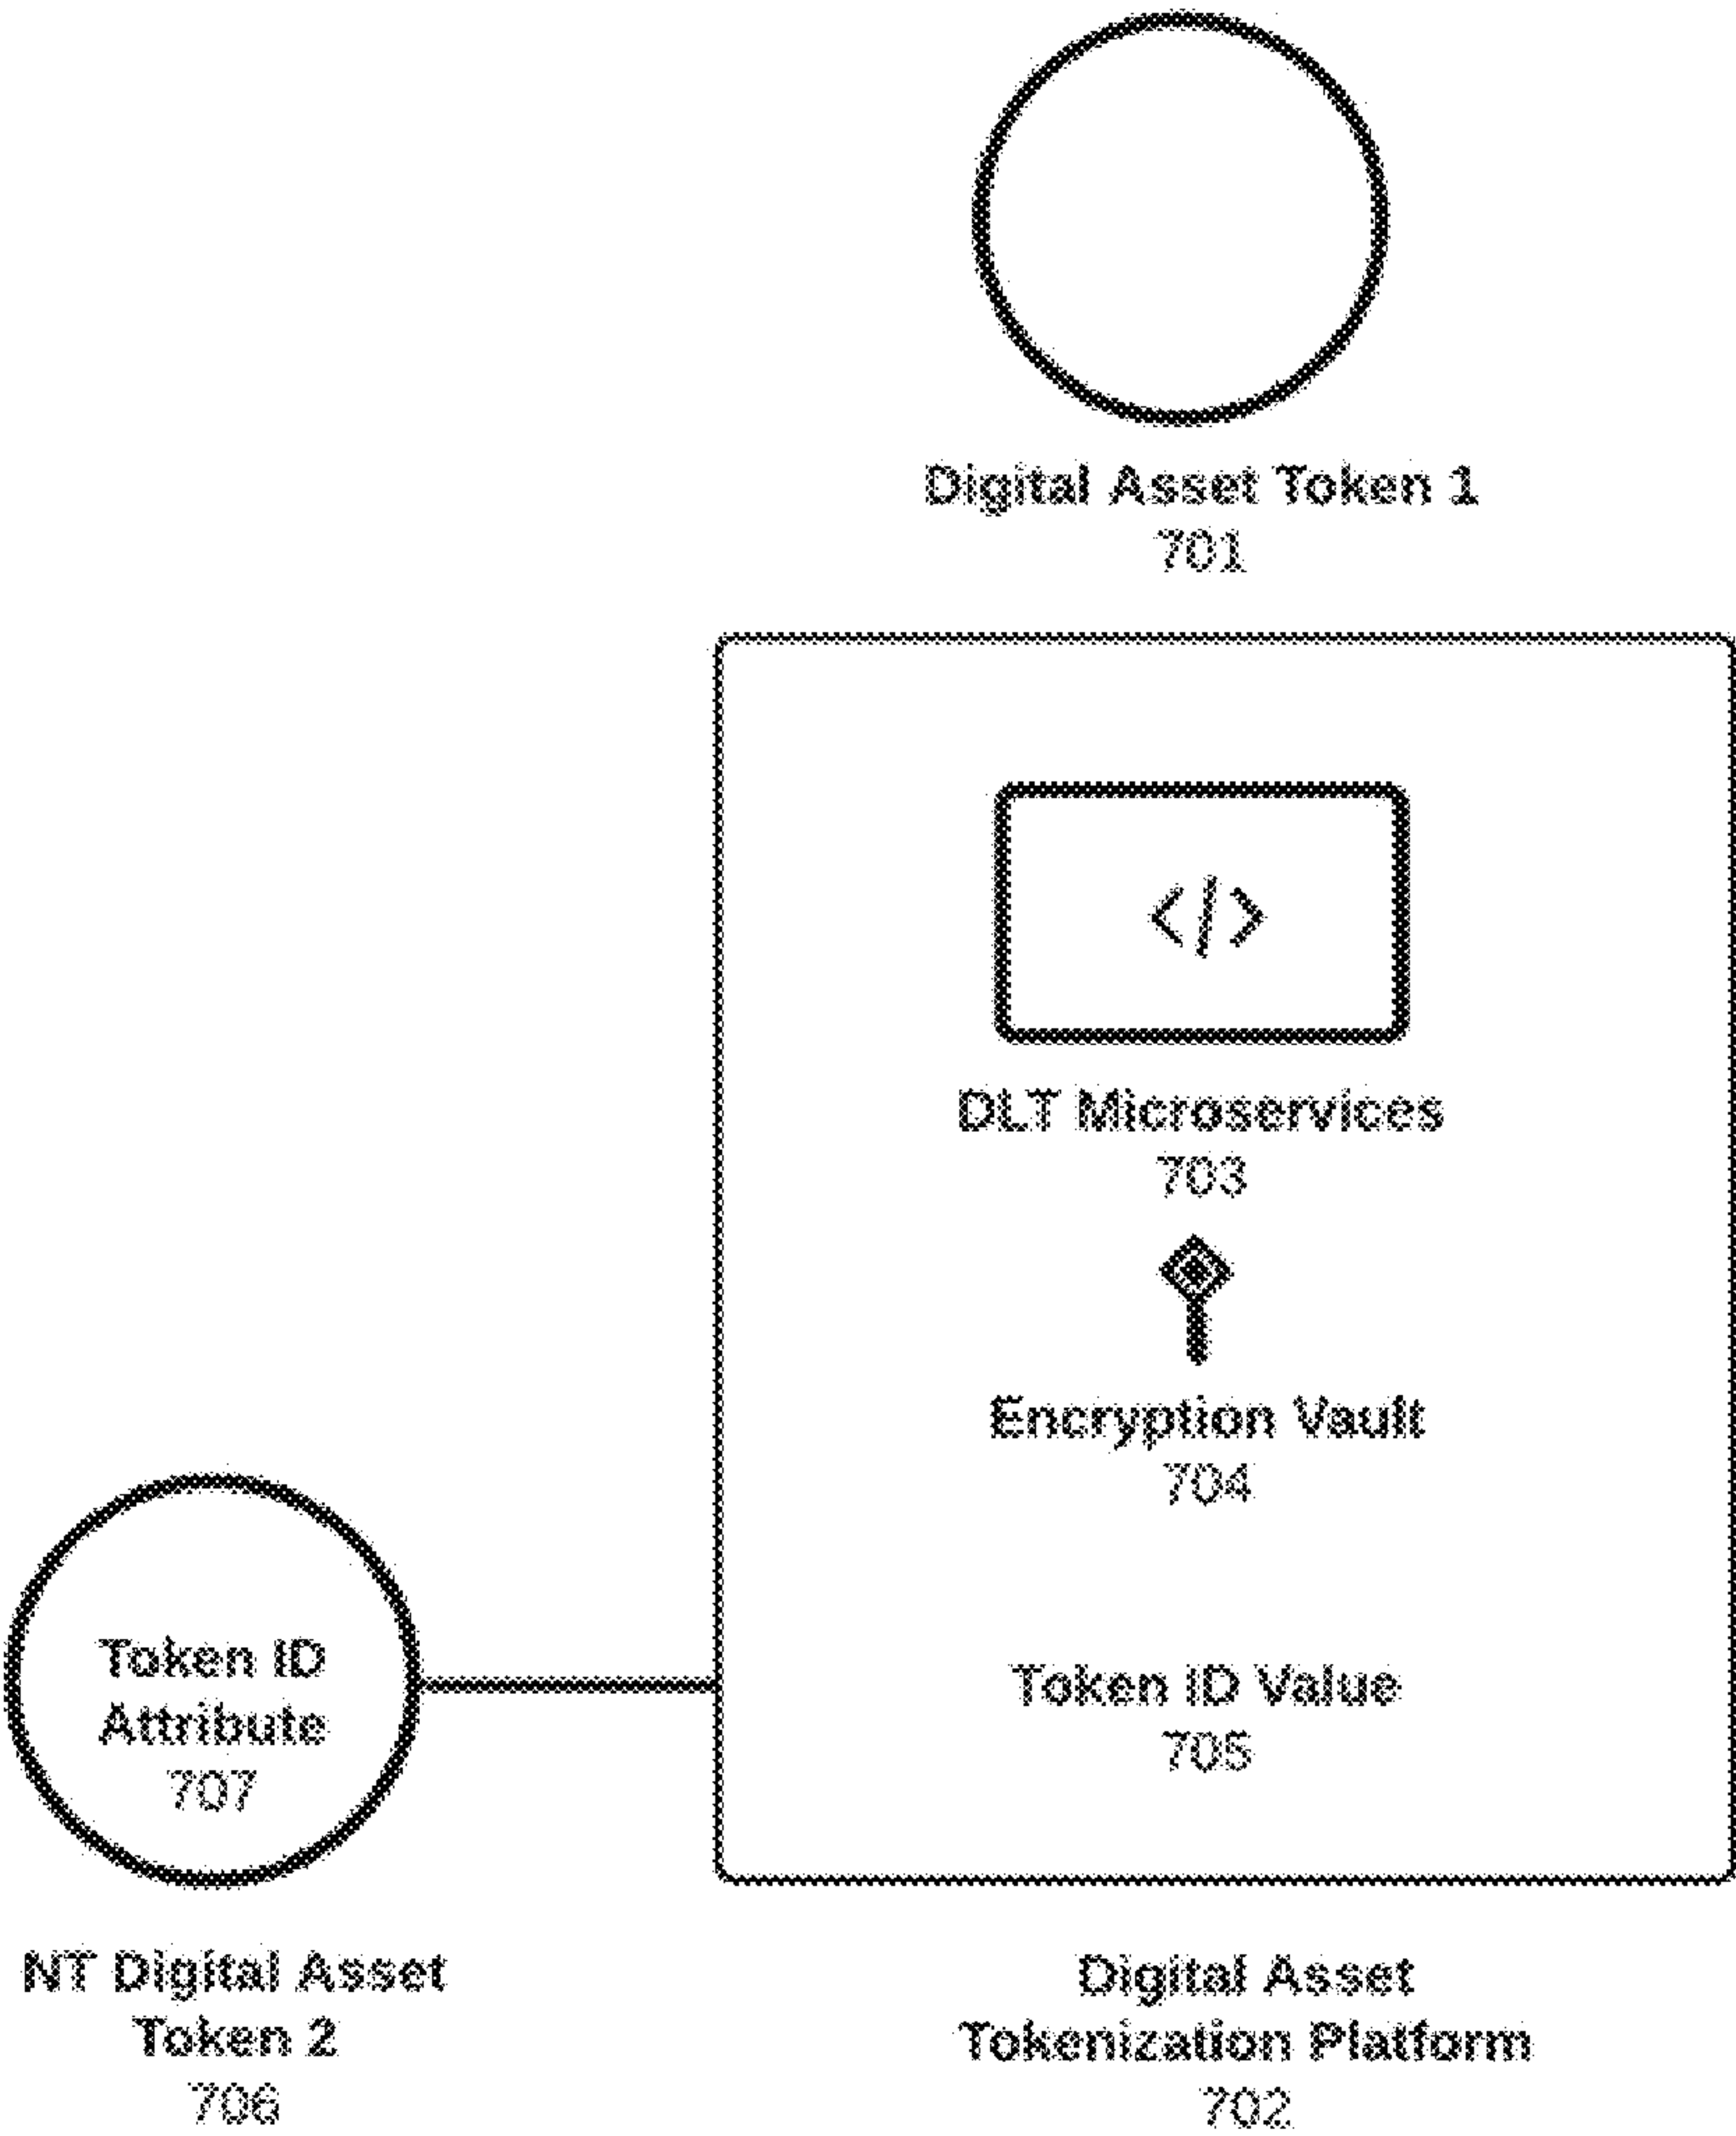 Digital Asset Token 1
701
</>
DLT Microservices
703
Encryption Vault
704
Token ID
Attribute
707
Token ID Value
705
NT Digital Asset
Token 2
706
Digital Asset
Tokenization Platform
702